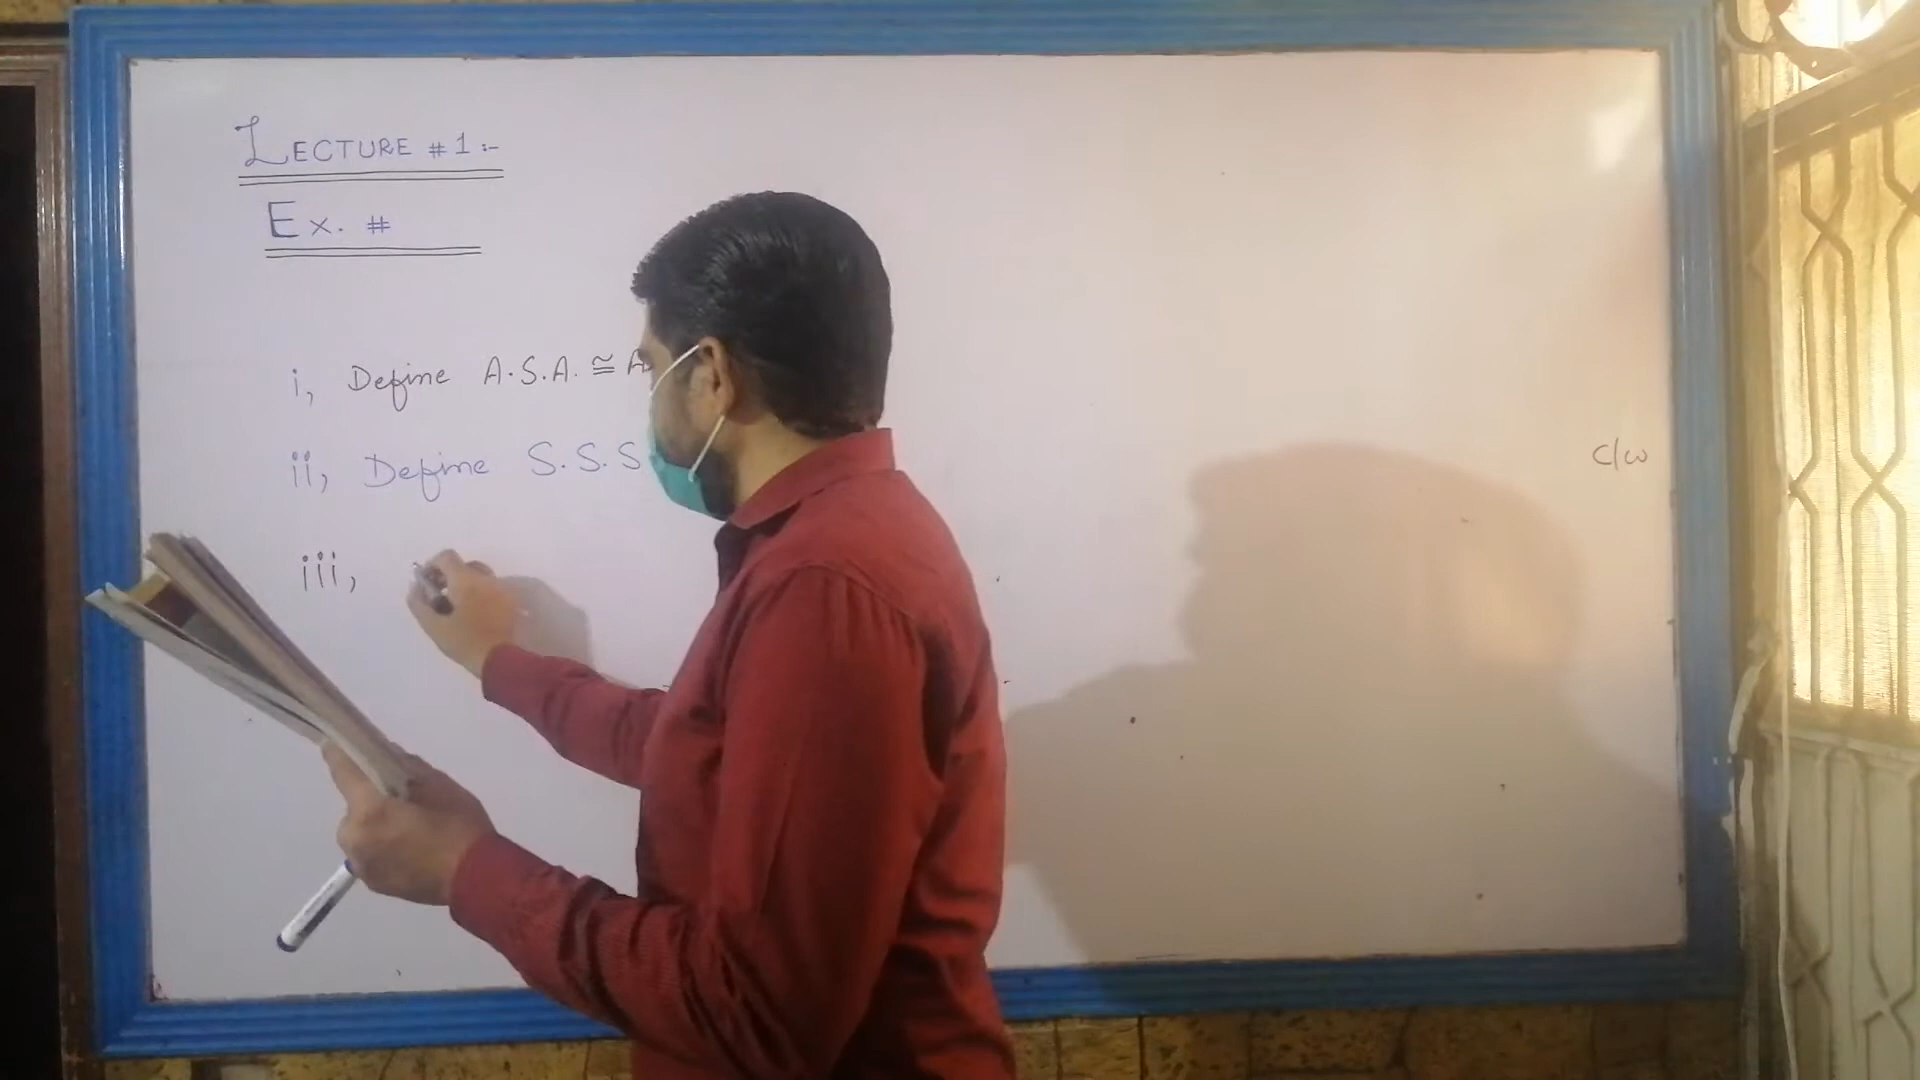 LECTURE # 1 :-
Ex. #
i, Define A.S.A. ≅ A
ii, Define S.S.S
iii,
c/w